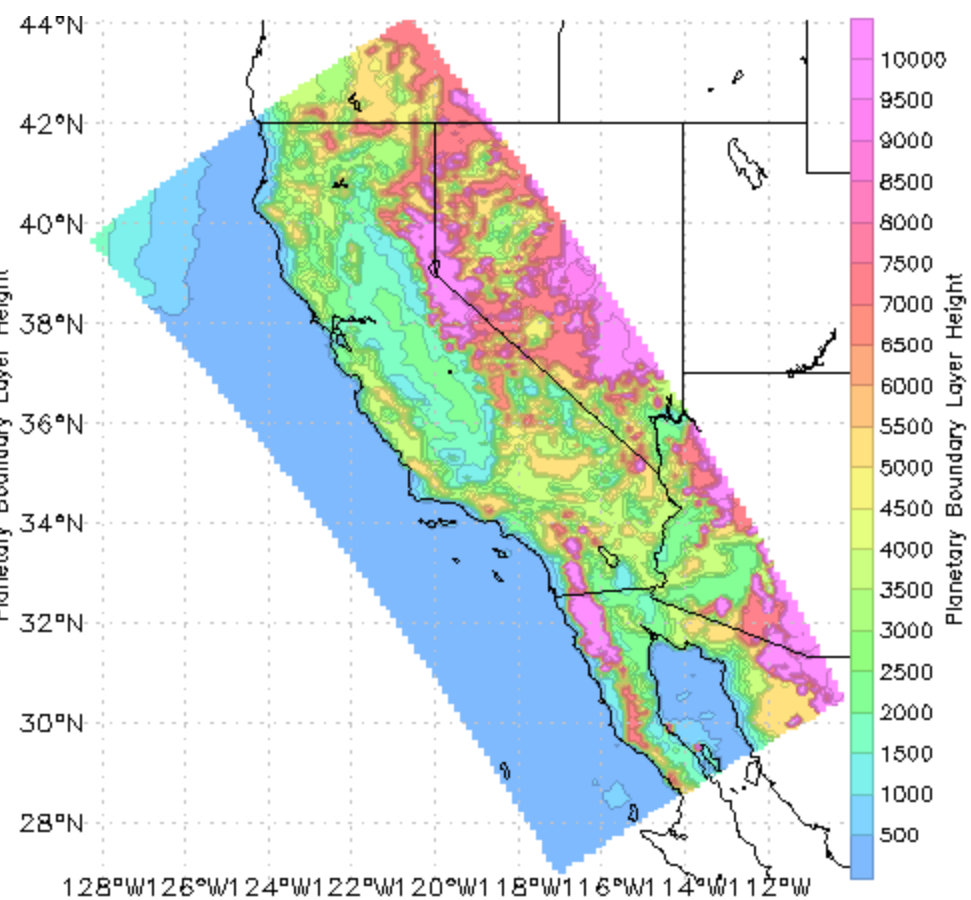 44°N
42°N
40°N
38°N
36°N
34°N
32°N
30°N
28°N
128°W126°W124°W122°W120°W118°W116°W114°W112°W
Planetary Boundary Layer Height
10000
9500
9000
8500
8000
7500
7000
6500
6000
5500
5000
4500
4000
3500
3000
2500
2000
1500
1000
500
Planetary Boundary Layer Height